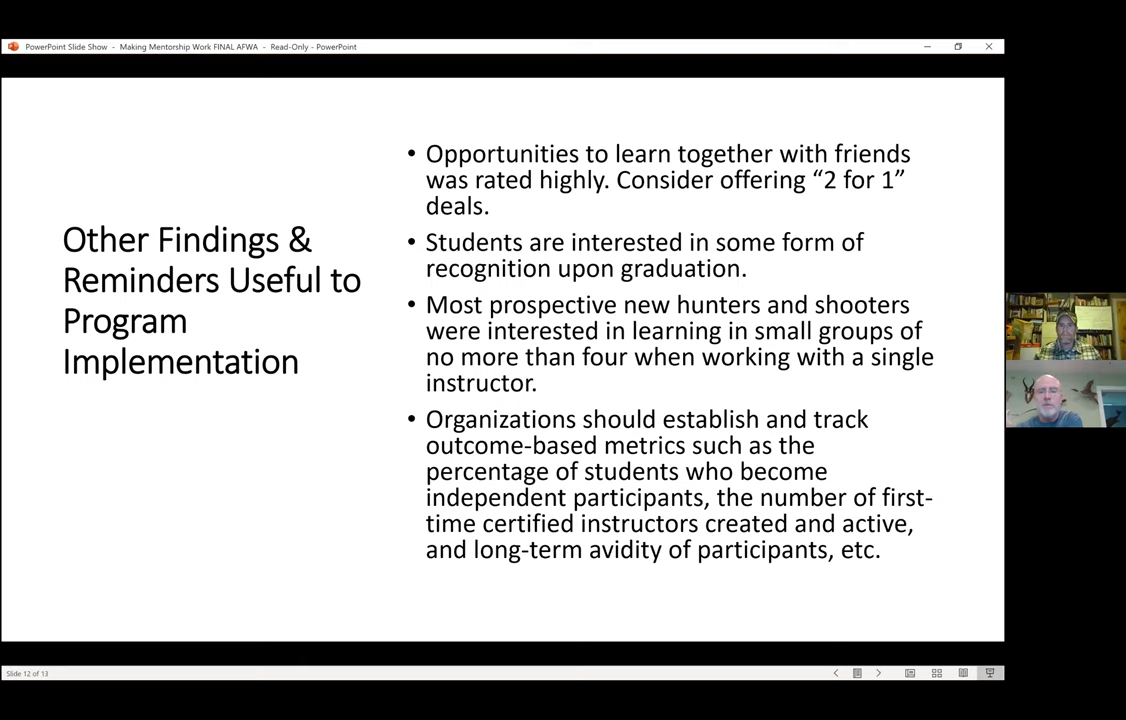 PowerPoint Slide Show - Making Mentorship Work FINAL AFWA - Read-Only - PowerPoint
Other Findings &
Reminders Useful to
Program
Implementation
• Opportunities to learn together with friends
was rated highly. Consider offering “2 for 1”
deals.
• Students are interested in some form of
recognition upon graduation.
• Most prospective new hunters and shooters
were interested in learning in small groups of
no more than four when working with a single
instructor.
• Organizations should establish and track
outcome-based metrics such as the
percentage of students who become
independent participants, the number of first-
time certified instructors created and active,
and long-term avidity of participants, etc.
Slide 12 of 13